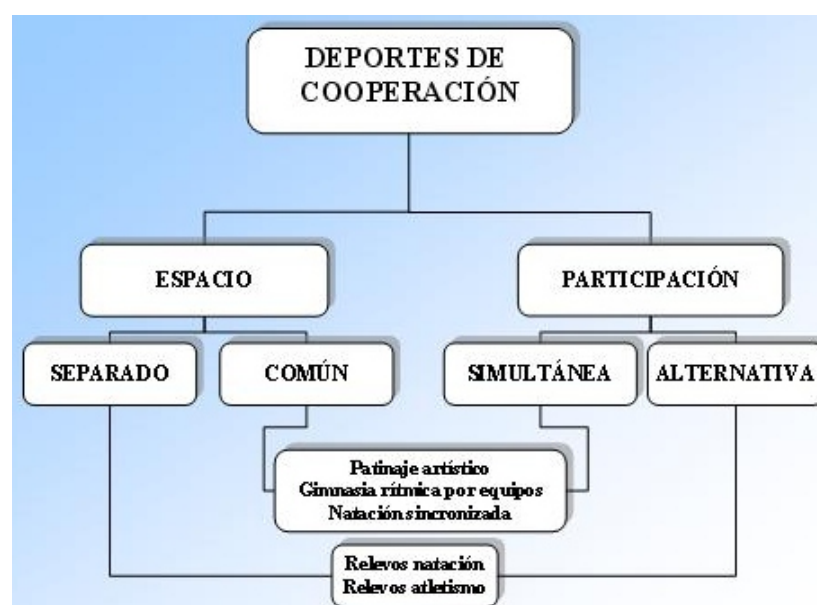 DEPORTES DE
COOPERACIÓN
ESPACIO
PARTICIPACIÓN
SEPARADO
COMÚN
SIMULTÁNEA
ALTERNATIVA
Patinaje artístico
Gimnasia rítmica por equipos
Natación sincronizada
Relevos natación
Relevos atletismo